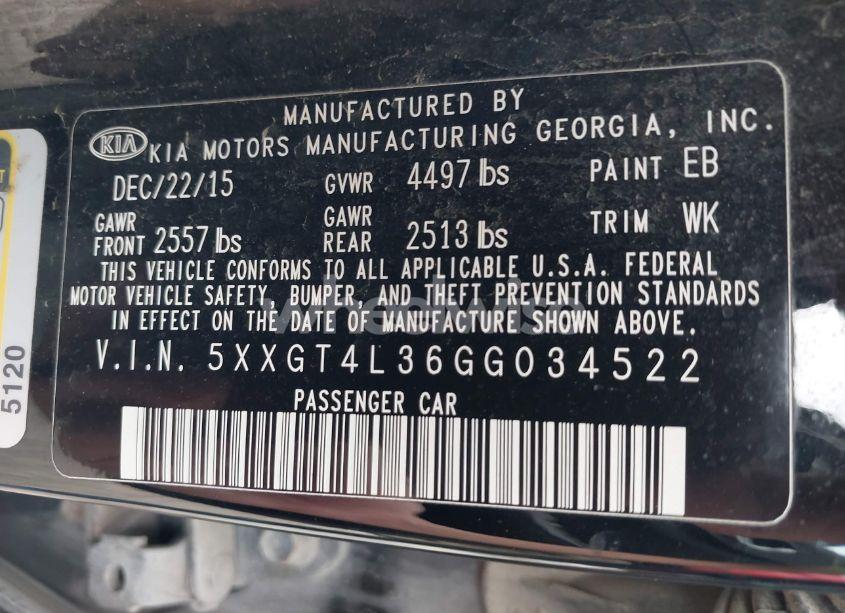 MANUFACTURED BY
KIA KIA MOTORS MANUFACTURING GEORGIA, INC.
DEC/22/15 GVWR 4497 lbs PAINT EB
GAWR FRONT 2557 lbs GAWR REAR 2513 lbs TRIM WK
THIS VEHICLE CONFORMS TO ALL APPLICABLE U.S.A. FEDERAL
MOTOR VEHICLE SAFETY, BUMPER, AND THEFT PREVENTION STANDARDS
IN EFFECT ON THE DATE OF MANUFACTURE SHOWN ABOVE.
V.I.N. 5XXGT4L36GG034522
PASSENGER CAR
5120